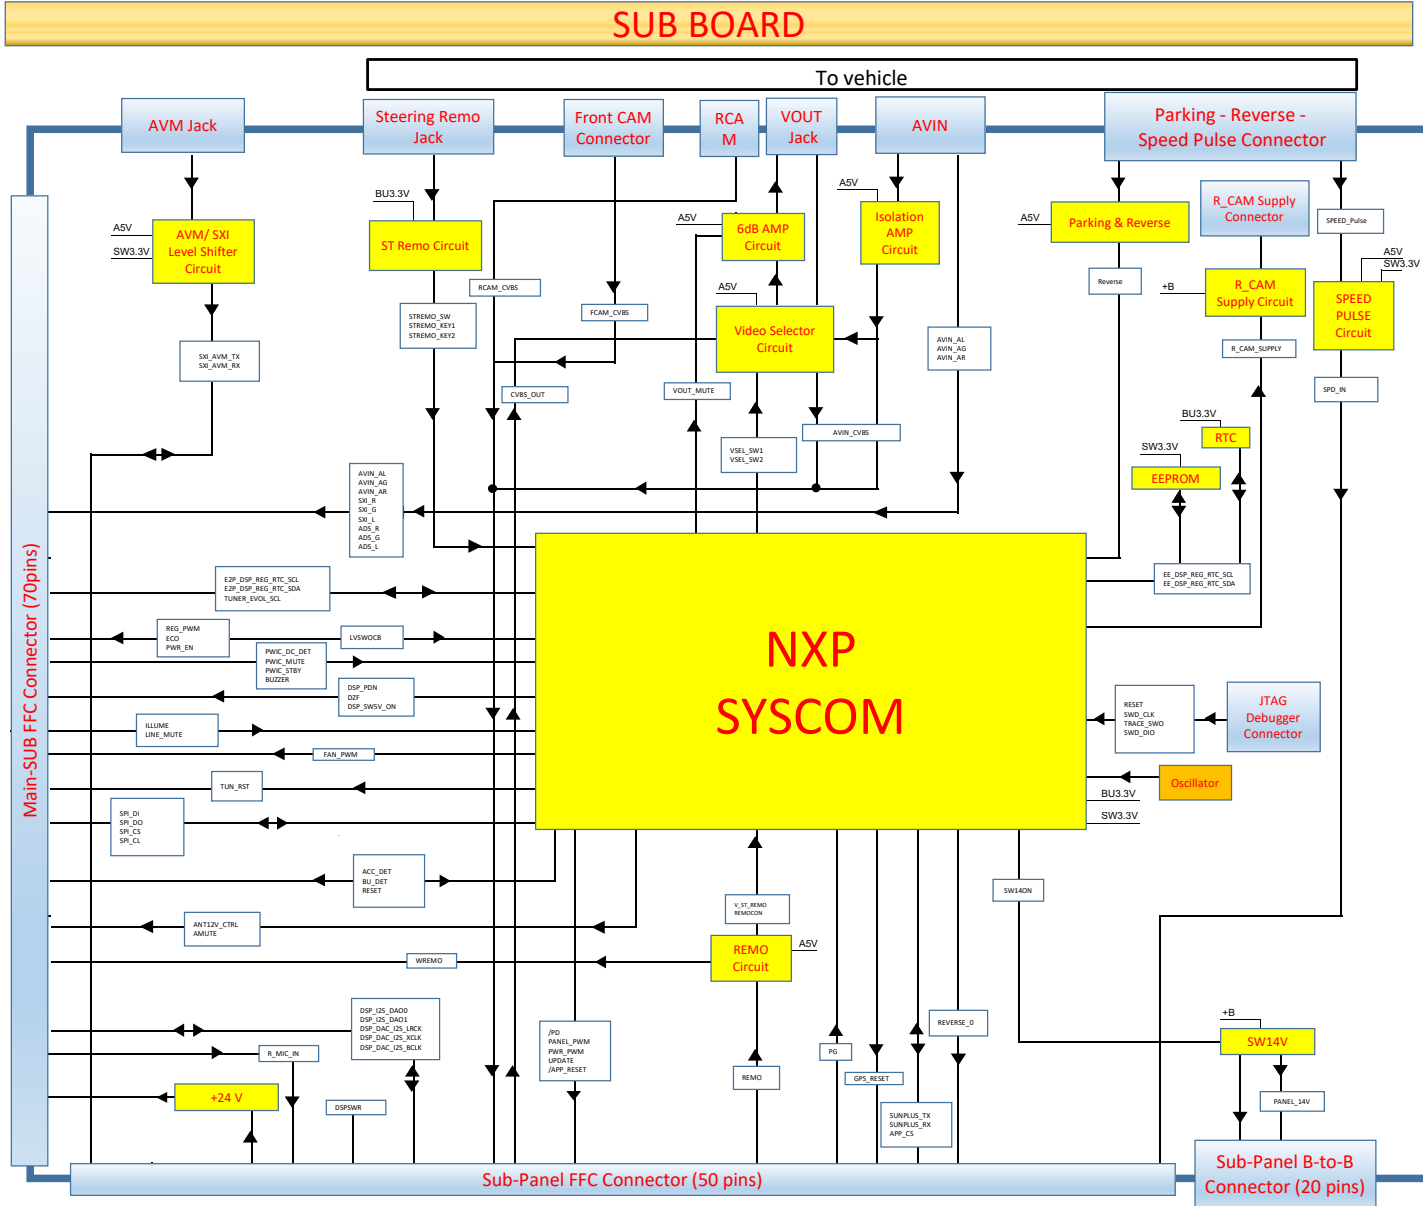 SUB BOARD
To vehicle
AVM Jack
Steering Remo
Jack
Front CAM
Connector
RCA
M
VOUT
Jack
AVIN
Parking - Reverse -
Speed Pulse Connector
A5V
SW3.3V
AVM/ SXI
Level Shifter
Circuit
BU3.3V
ST Remo Circuit
A5V
6dB AMP
Circuit
A5V
Isolation
AMP
Circuit
A5V
Parking & Reverse
R_CAM Supply
Connector
SPEED_Pulse
A5V
SW3.3V
RCAM_CVBS
FCAM_CVBS
A5V
Video Selector
Circuit
Reverse
+B
R_CAM
Supply Circuit
SPEED
PULSE
Circuit
STREMO_SW
STREMO_KEY1
STREMO_KEY2
SXI_AVM_TX
SXI_AVM_RX
AVIN_AL
AVIN_AG
AVIN_AR
R_CAM_SUPPLY
CVBS_OUT
VOUT_MUTE
SPD_IN
VSEL_SW1
VSEL_SW2
AVIN_CVBS
BU3.3V
RTC
SW3.3V
EEPROM
AVIN_AL
AVIN_AG
AVIN_AR
SXI_R
SXI_G
SXI_L
ADS_R
ADS_G
ADS_L
Main-SUB FFC Connector (70pins)
E2P_DSP_REG_RTC_SCL
E2P_DSP_REG_RTC_SDA
TUNER_EVOL_SCL
EE_DSP_REG_RTC_SCL
EE_DSP_REG_RTC_SDA
REG_PWM
ECO
PWR_EN
LVSWOCB
PWIC_DC_DET
PWIC_MUTE
PWIC_STBY
BUZZER
NXP
SYSCOM
DSP_PDN
DZF
DSP_SW5V_ON
RESET
SWD_CLK
TRACE_SWO
SWD_DIO
JTAG
Debugger
Connector
ILLUME
LINE_MUTE
FAN_PWM
TUN_RST
Oscillator
BU3.3V
SW3.3V
SPI_DI
SPI_DO
SPI_CS
SPI_CL
ACC_DET
BU_DET
RESET
V_ST_REMO
REMOCON
SW14ON
ANT12V_CTRL
AMUTE
REMO
Circuit
A5V
WREMO
DSP_I2S_DAO0
DSP_I2S_DAO1
DSP_DAC_I2S_LRCK
DSP_DAC_I2S_XCLK
DSP_DAC_I2S_BCLK
R_MIC_IN
/PD
PANEL_PWM
PWR_PWM
UPDATE
/APP_RESET
REVERSE_0
+B
SW14V
PG
REMO
GPS_RESET
+24 V
DSPSWR
SUNPLUS_TX
SUNPLUS_RX
APP_CS
PANEL_14V
Sub-Panel FFC Connector (50 pins)
Sub-Panel B-to-B
Connector (20 pins)